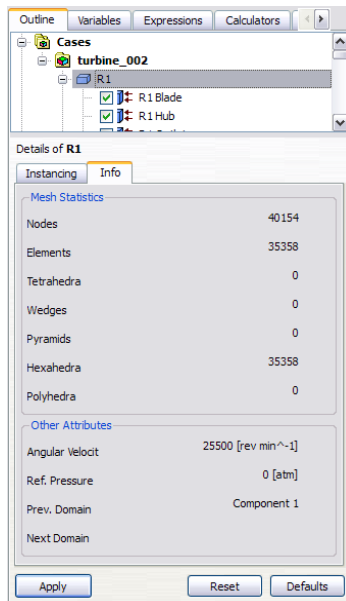 Outline Variables Expressions Calculators
Cases
turbine_002
R1
R1 Blade
R1 Hub
Details of R1
Instancing Info
Mesh Statistics
Nodes 40154
Elements 35358
Tetrahedra 0
Wedges 0
Pyramids 0
Hexahedra 35358
Polyhedra 0
Other Attributes
Angular Velocit 25500 [rev min^-1]
Ref. Pressure 0 [atm]
Prev. Domain Component 1
Next Domain
Apply Reset Defaults